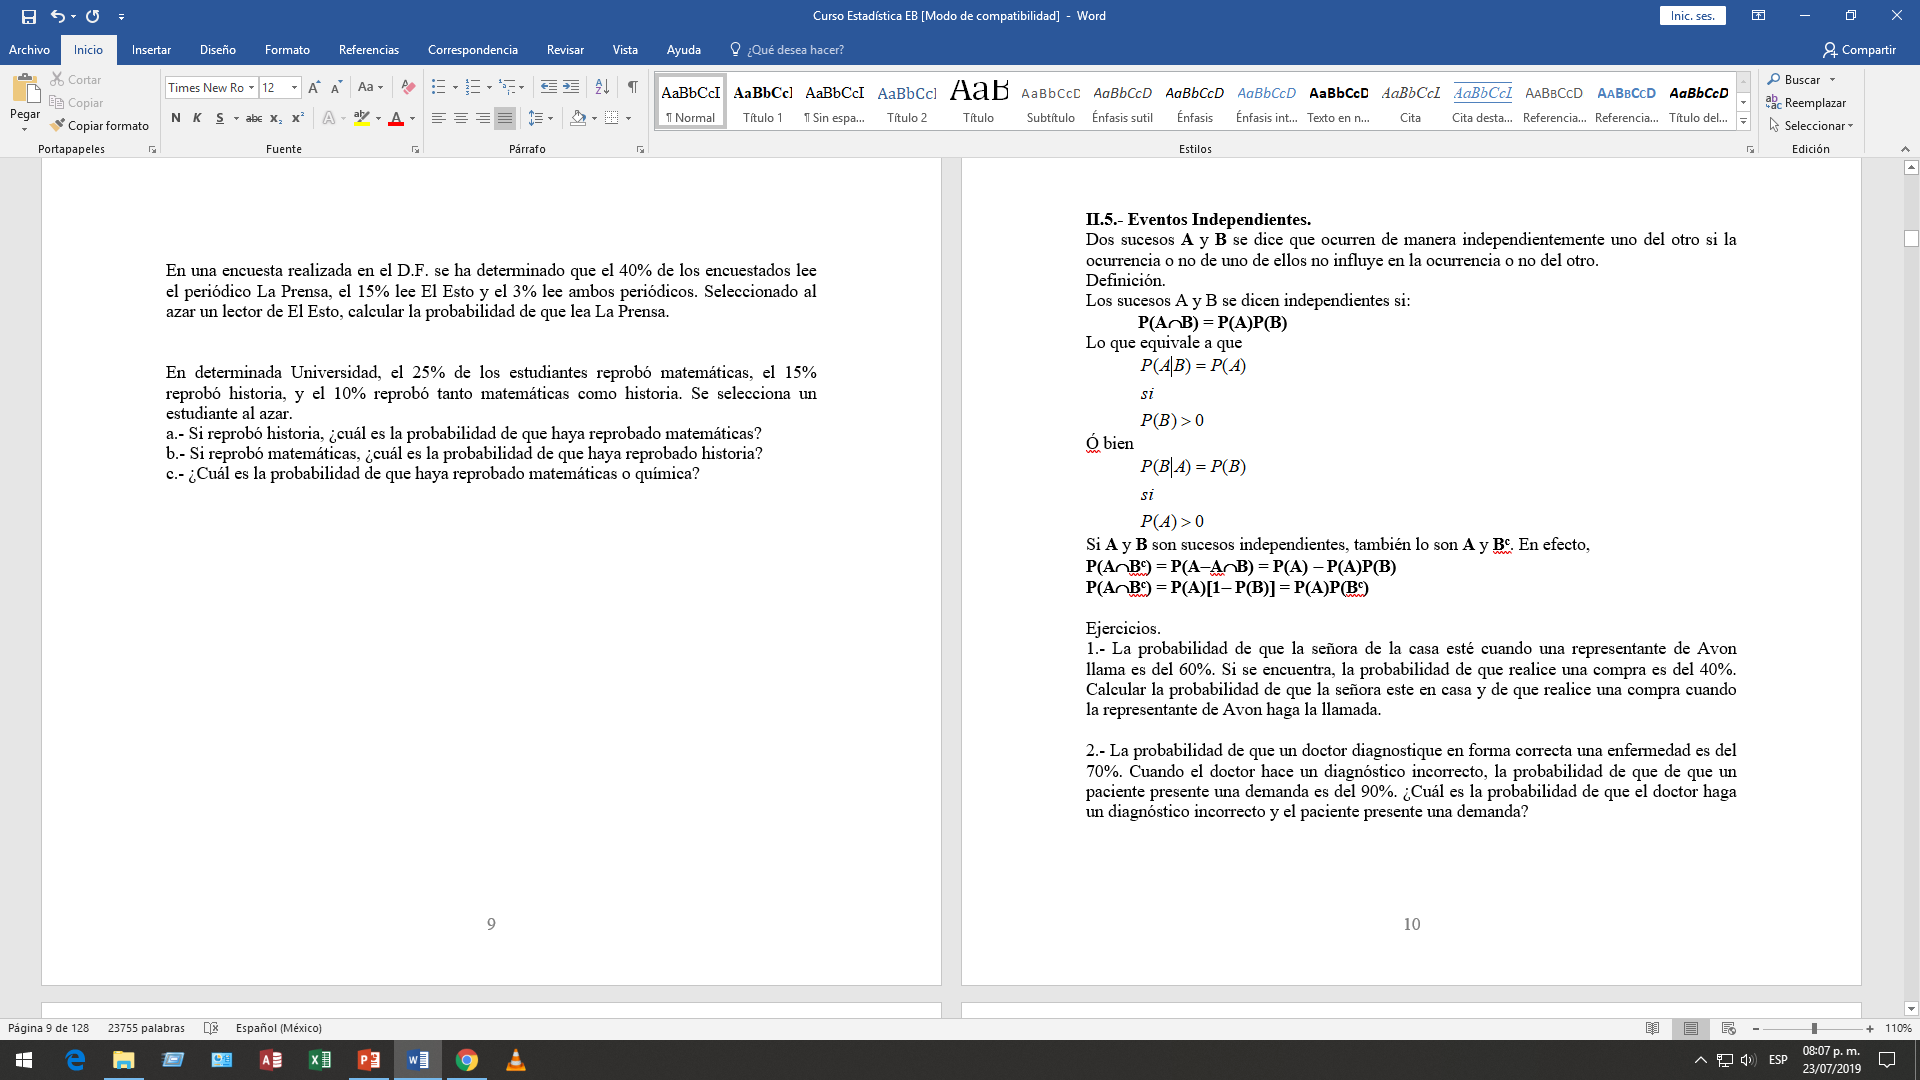 Curso Estadística EB [Modo de compatibilidad] - Word
Inic. ses.
Archivo Inicio Insertar Diseño Formato Referencias Correspondencia Revisar Vista Ayuda ¿Qué desea hacer? Compartir
Pegar
Cortar
Copiar
Copiar formato
Portapapeles
Times New Ro 12
N K S abc x₂ x²
Fuente
Párrafo
AaBbCcI AaBbCcI AaBbCcI AaBbCcI AaB AaBbCcD AaBbCcD AaBbCcD AaBbCcD AaBbCcD AaBbCcI AaBbCcI AaBbCcD AaBbCcD AaBbCcD
¶ Normal Título 1 ¶ Sin espa... Título 2 Título Subtítulo Énfasis sutil Énfasis Énfasis int... Texto en n... Cita Cita desta... Referencia... Referencia... Título del...
Estilos
Buscar
Reemplazar
Seleccionar
Edición
En una encuesta realizada en el D.F. se ha determinado que el 40% de los encuestados lee
el periódico La Prensa, el 15% lee El Esto y el 3% lee ambos periódicos. Seleccionado al
azar un lector de El Esto, calcular la probabilidad de que lea La Prensa.
En determinada Universidad, el 25% de los estudiantes reprobó matemáticas, el 15%
reprobó historia, y el 10% reprobó tanto matemáticas como historia. Se selecciona un
estudiante al azar.
a.- Si reprobó historia, ¿cuál es la probabilidad de que haya reprobado matemáticas?
b.- Si reprobó matemáticas, ¿cuál es la probabilidad de que haya reprobado historia?
c.- ¿Cuál es la probabilidad de que haya reprobado matemáticas o química?
9
II.5.- Eventos Independientes.
Dos sucesos A y B se dice que ocurren de manera independientemente uno del otro si la
ocurrencia o no de uno de ellos no influye en la ocurrencia o no del otro.
Definición.
Los sucesos A y B se dicen independientes si:
P(A∩B) = P(A)P(B)
Lo que equivale a que
P(A|B) = P(A)
si
P(B) > 0
Ó bien
P(B|A) = P(B)
si
P(A) > 0
Si A y B son sucesos independientes, también lo son A y Bᶜ. En efecto,
P(A∩Bᶜ) = P(A−A∩B) = P(A) − P(A)P(B)
P(A∩Bᶜ) = P(A)[1− P(B)] = P(A)P(Bᶜ)
Ejercicios.
1.- La probabilidad de que la señora de la casa esté cuando una representante de Avon
llama es del 60%. Si se encuentra, la probabilidad de que realice una compra es del 40%.
Calcular la probabilidad de que la señora este en casa y de que realice una compra cuando
la representante de Avon haga la llamada.
2.- La probabilidad de que un doctor diagnostique en forma correcta una enfermedad es del
70%. Cuando el doctor hace un diagnóstico incorrecto, la probabilidad de que de que un
paciente presente una demanda es del 90%. ¿Cuál es la probabilidad de que el doctor haga
un diagnóstico incorrecto y el paciente presente una demanda?
10
Página 9 de 128 23755 palabras Español (México) 110%
ESP
08:07 p. m.
23/07/2019